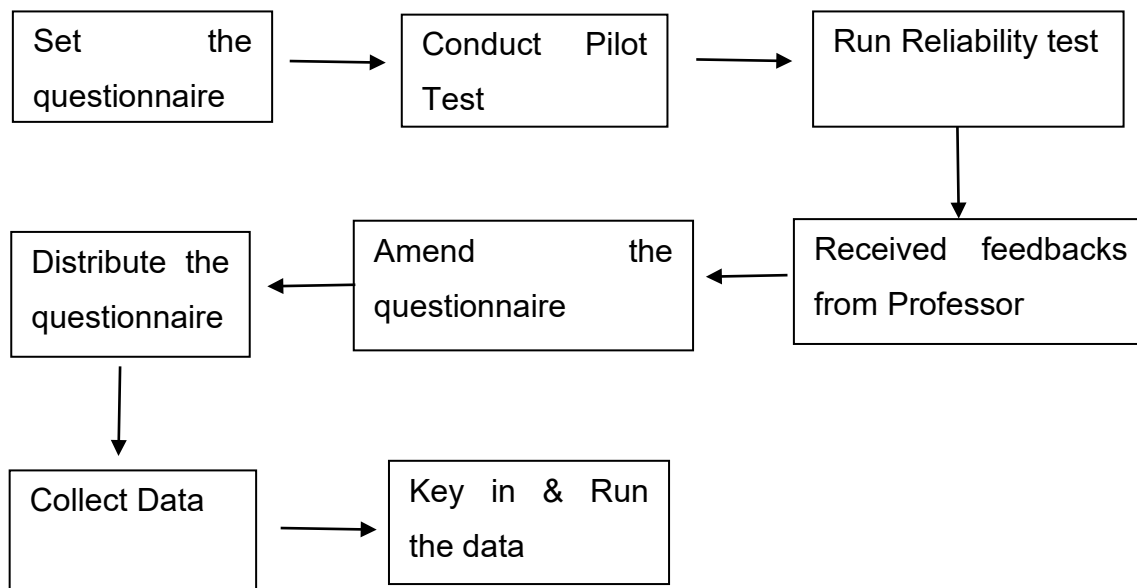 Set the
questionnaire
Conduct Pilot
Test
Run Reliability test
Received feedbacks
from Professor
Amend the
questionnaire
Distribute the
questionnaire
Collect Data
Key in & Run
the data